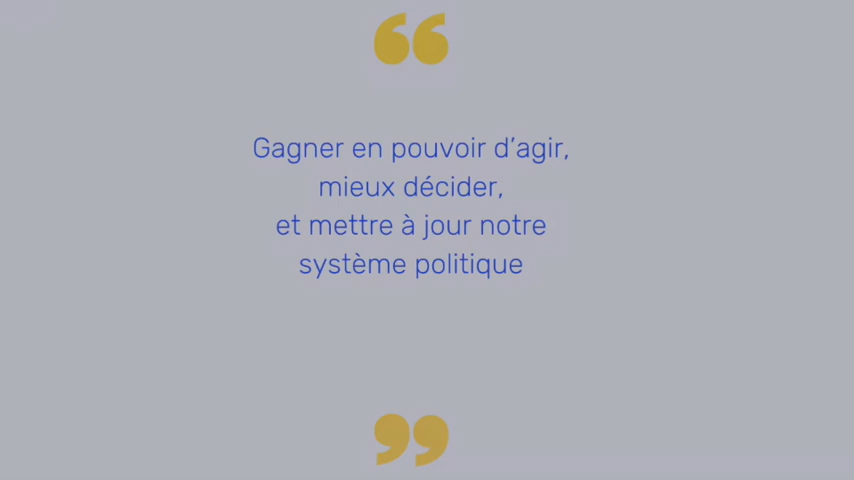 “
Gagner en pouvoir d’agir,
mieux décider,
et mettre à jour notre
système politique
”